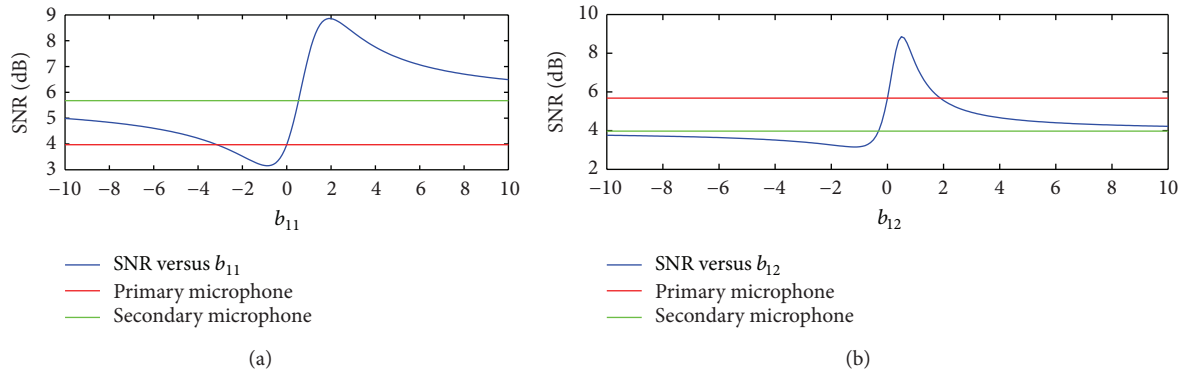 SNR (dB)
9
8
7
6
5
4
3
−10 −8 −6 −4 −2 0 2 4 6 8 10
b11
SNR versus b11
Primary microphone
Secondary microphone
(a)
SNR (dB)
10
8
6
4
2
−10 −8 −6 −4 −2 0 2 4 6 8 10
b12
SNR versus b12
Primary microphone
Secondary microphone
(b)